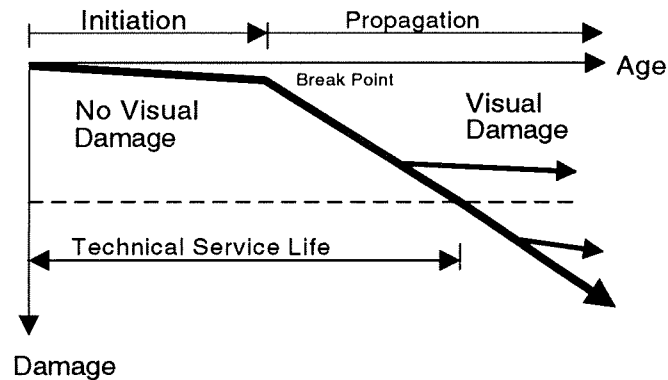 Initiation
Propagation
Age
Break Point
No Visual
Damage
Visual
Damage
Technical Service Life
Damage